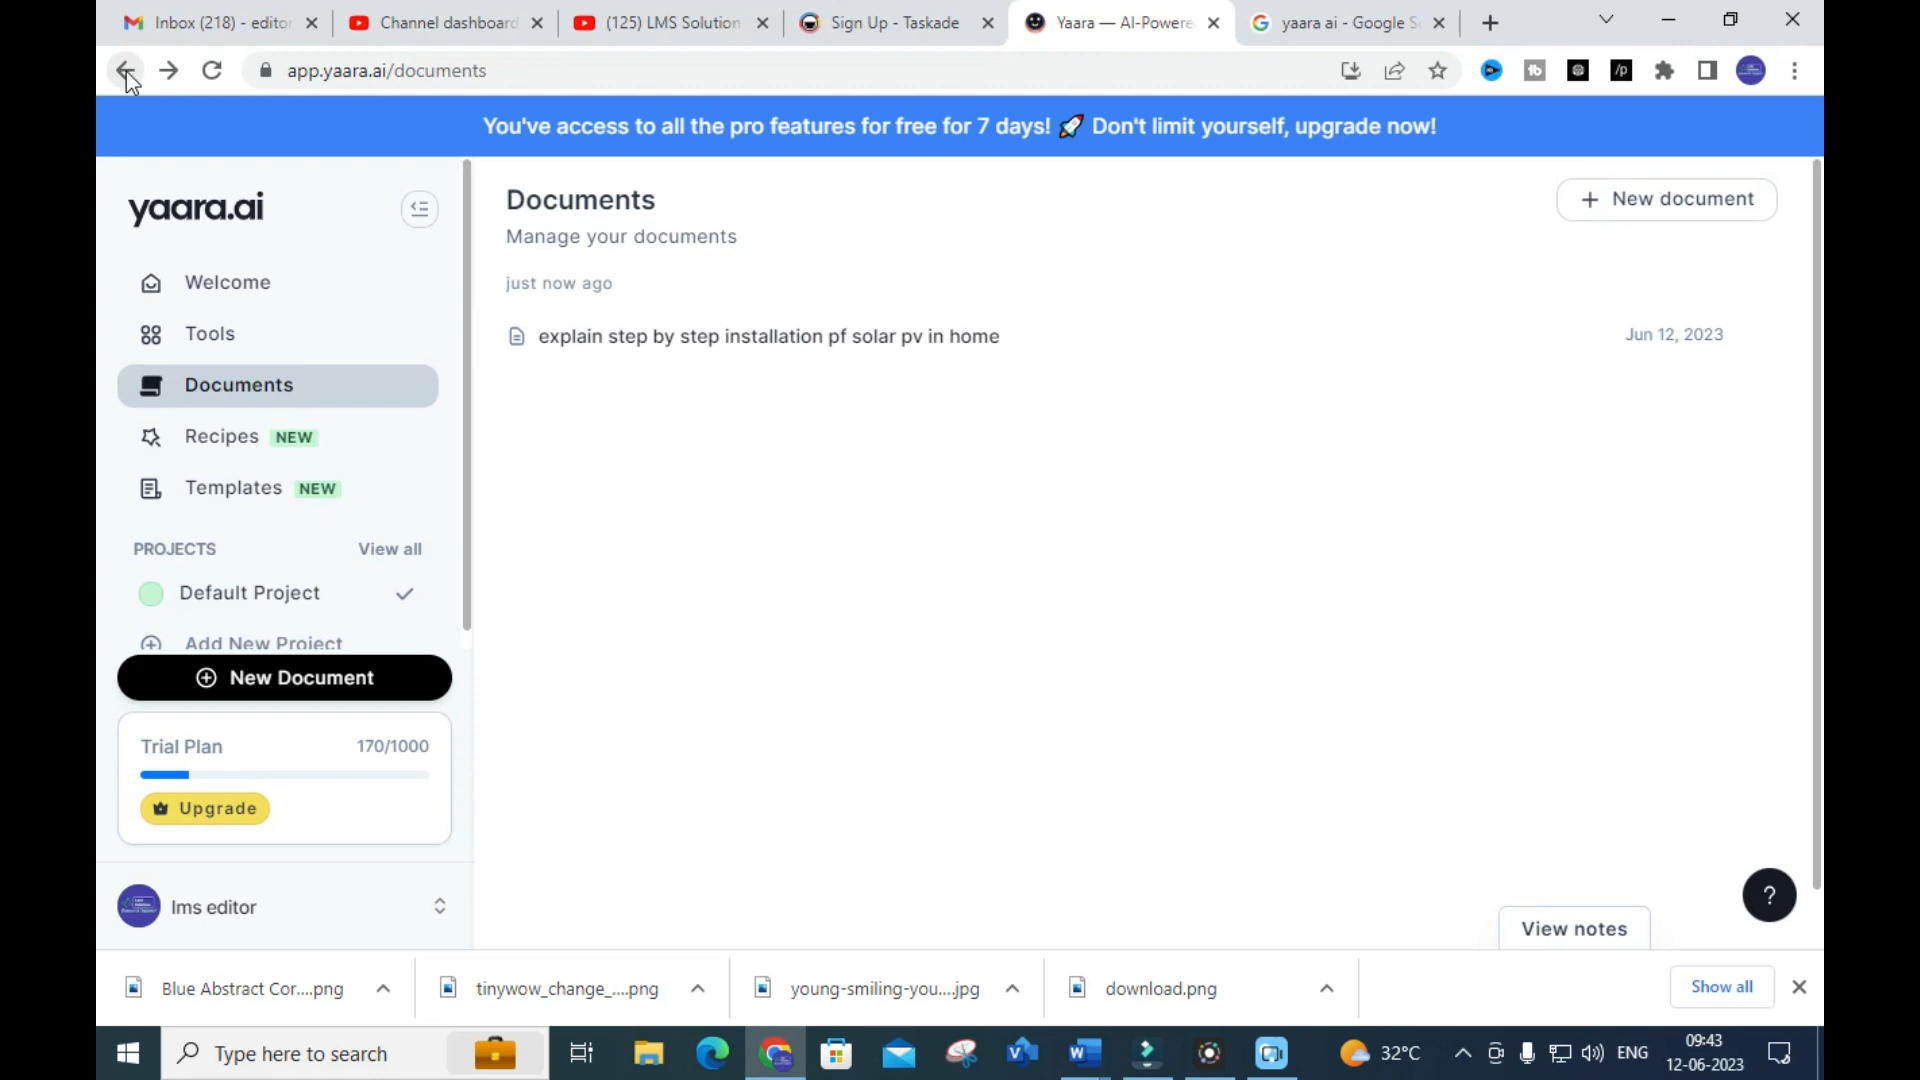 Inbox (218) - editor
Channel dashboard
(125) LMS Solution
Sign Up - Taskade
Yaara — AI-Powere
yaara ai - Google S
app.yaara.ai/documents
You've access to all the pro features for free for 7 days! 🚀 Don't limit yourself, upgrade now!
yaara.ai
Welcome
Tools
Documents
Recipes NEW
Templates NEW
PROJECTS View all
Default Project
Add New Project
New Document
Trial Plan 170/1000
Upgrade
lms editor
Documents
+ New document
Manage your documents
just now ago
explain step by step installation pf solar pv in home
Jun 12, 2023
?
View notes
Blue Abstract Cor....png
tinywow_change_....png
young-smiling-you....jpg
download.png
Show all
Type here to search
32°C
ENG
09:43
12-06-2023